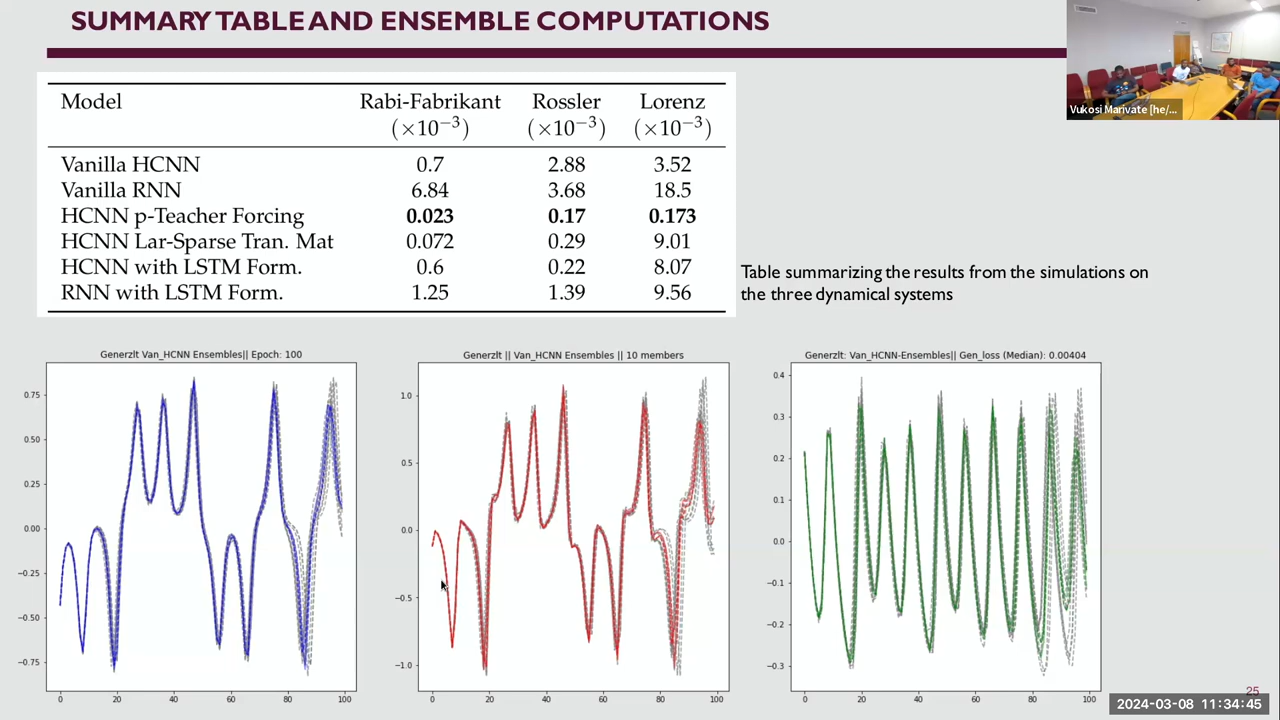 SUMMARY TABLE AND ENSEMBLE COMPUTATIONS
Vukosi Marivate [he/...
Model Rabi-Fabrikant Rossler Lorenz
(×10−3) (×10−3) (×10−3)
Vanilla HCNN 0.7 2.88 3.52
Vanilla RNN 6.84 3.68 18.5
HCNN p-Teacher Forcing 0.023 0.17 0.173
HCNN Lar-Sparse Tran. Mat 0.072 0.29 9.01
HCNN with LSTM Form. 0.6 0.22 8.07
RNN with LSTM Form. 1.25 1.39 9.56
Table summarizing the results from the simulations on
the three dynamical systems
Generzlt Van_HCNN Ensembles|| Epoch: 100
0.75
0.50
0.25
0.00
−0.25
−0.50
−0.75
0 20 40 60 80 100
Generzlt || Van_HCNN Ensembles || 10 members
1.0
0.5
0.0
−0.5
−1.0
0 20 40 60 80 100
Generzlt: Van_HCNN-Ensembles|| Gen_loss (Median): 0.00404
0.4
0.3
0.2
0.1
0.0
−0.1
−0.2
−0.3
0 20 40 60 80 100
25
2024-03-08 11:34:45